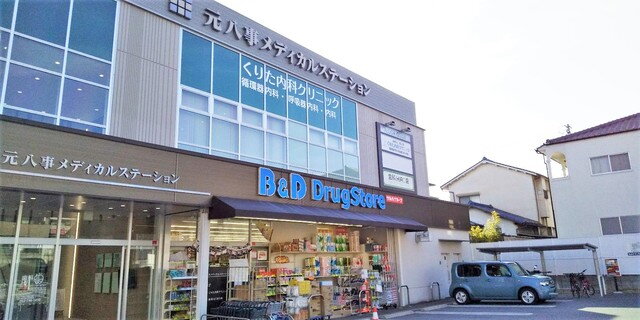 元八事メディカルステーション
くりた内科クリニック
循環器内科・呼吸器内科・内科
元八事メディカルステーション
B&D DrugStore